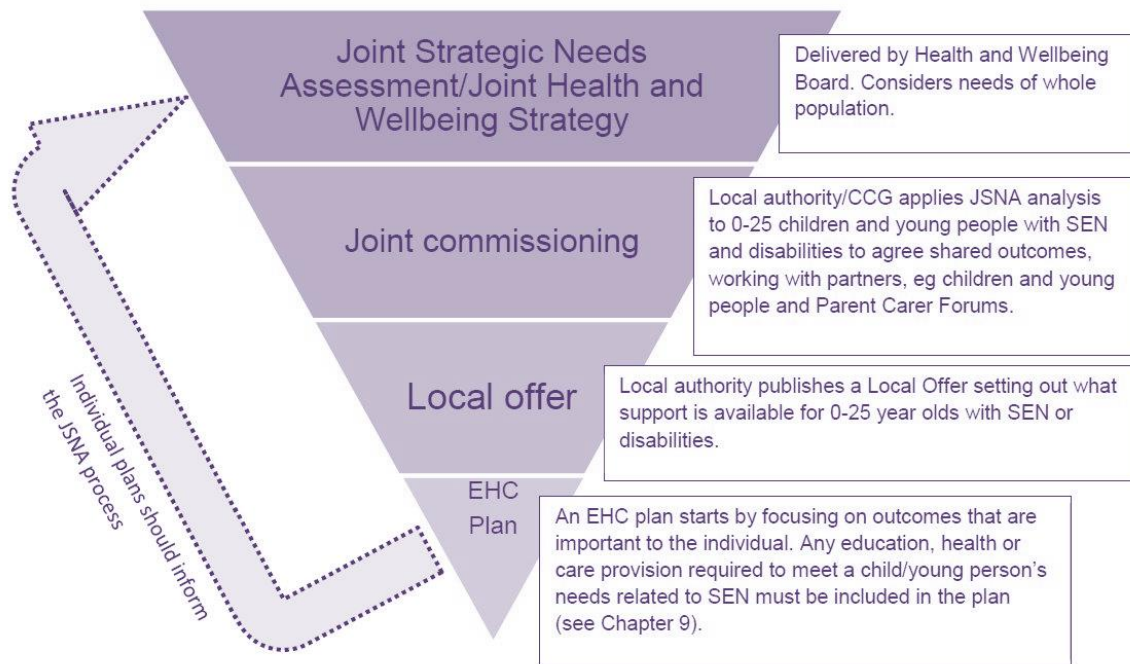 Joint Strategic Needs
Assessment/Joint Health and
Wellbeing Strategy
Delivered by Health and Wellbeing
Board. Considers needs of whole
population.
Joint commissioning
Local authority/CCG applies JSNA analysis
to 0-25 children and young people with SEN
and disabilities to agree shared outcomes,
working with partners, eg children and young
people and Parent Carer Forums.
Local offer
Local authority publishes a Local Offer setting out what
support is available for 0-25 year olds with SEN or
disabilities.
EHC
Plan
An EHC plan starts by focusing on outcomes that are
important to the individual. Any education, health or
care provision required to meet a child/young person's
needs related to SEN must be included in the plan
(see Chapter 9).
Individual plans should inform
the JSNA process